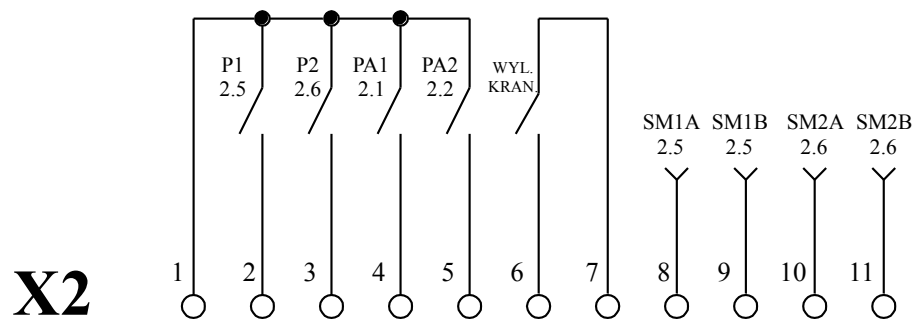 P1 P2 PA1 PA2 WYL.
2.5 2.6 2.1 2.2 KRAN.
SM1A SM1B SM2A SM2B
2.5 2.5 2.6 2.6
1 2 3 4 5 6 7 8 9 10 11
X2